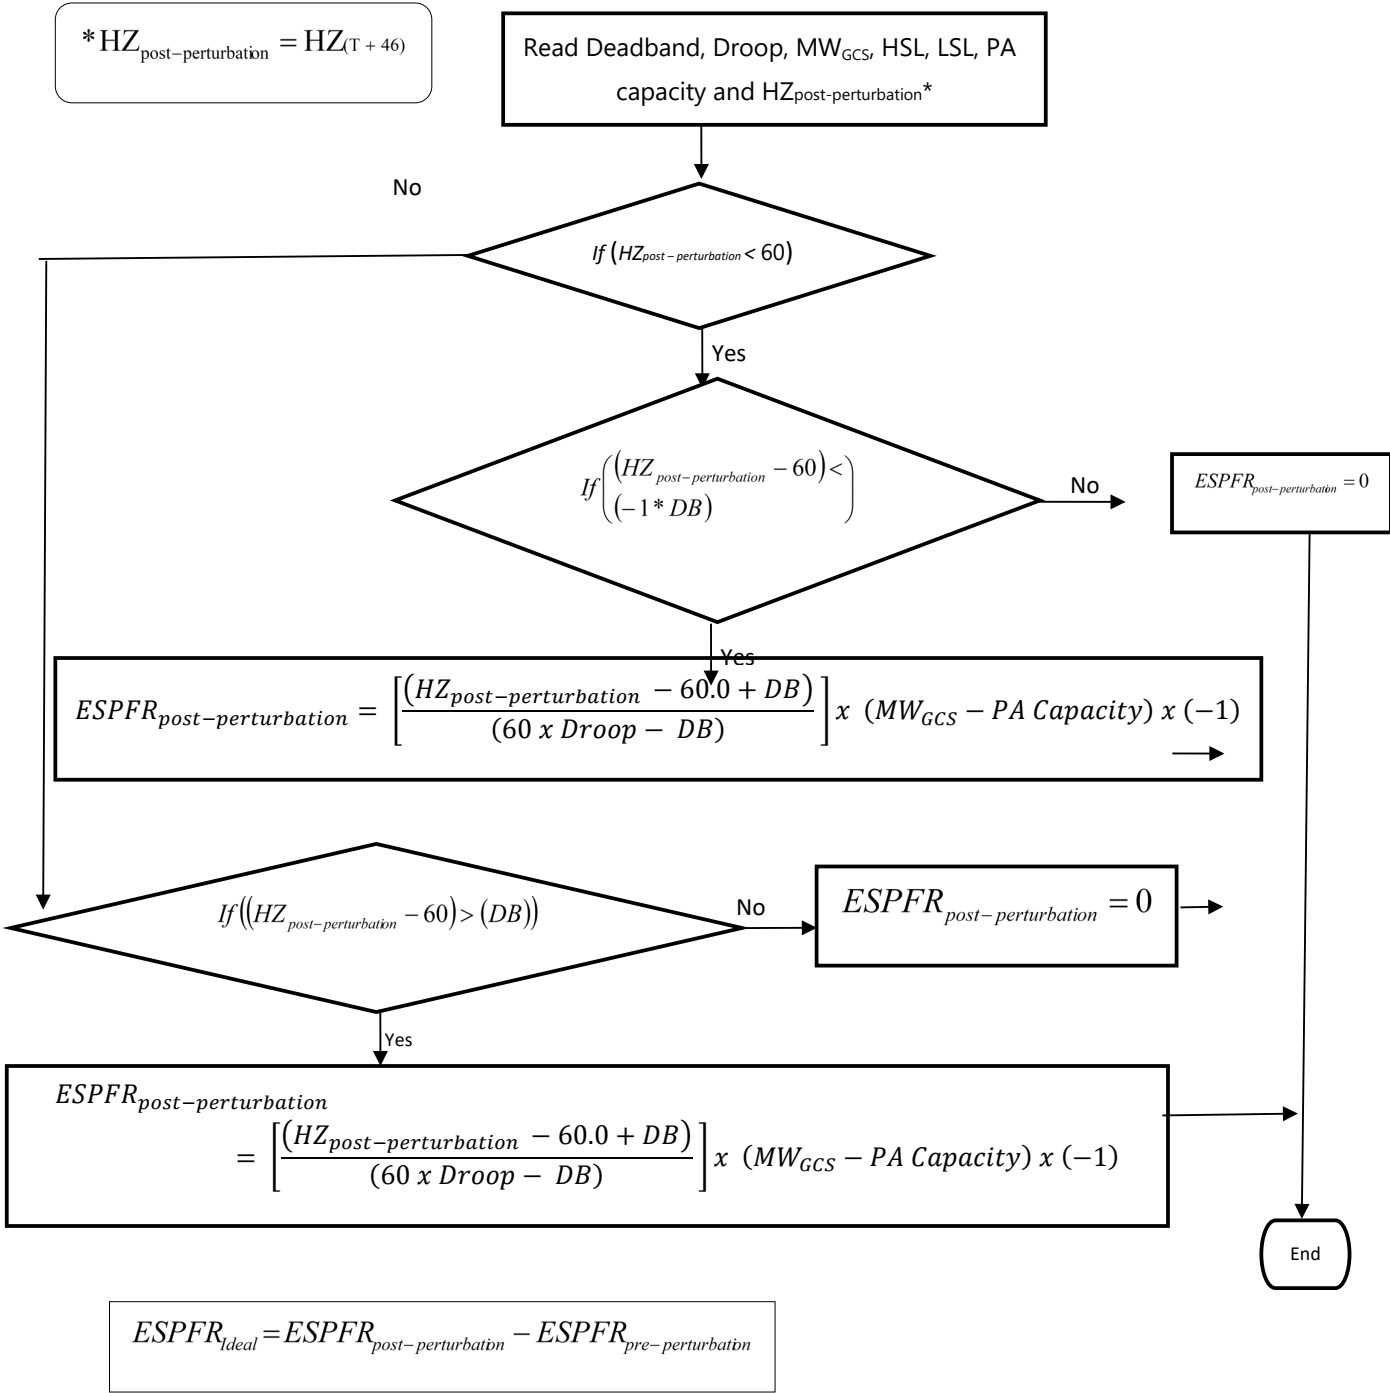 *HZpost−perturbation = HZ(T + 46)
Read Deadband, Droop, MWGCS, HSL, LSL, PA
capacity and HZpost-perturbation*
No
If (HZpost − perturbation < 60)
Yes
If((HZpost−perturbation − 60) <
(−1* DB))
No
ESPFRpost−perturbation = 0
Yes
ESPFRpost−perturbation = [(HZpost−perturbation − 60.0 + DB) / (60 x Droop − DB)] x (MWGCS − PA Capacity) x (−1)
If((HZpost−perturbation − 60) > (DB))
No
ESPFRpost−perturbation = 0
Yes
ESPFRpost−perturbation
= [(HZpost−perturbation − 60.0 + DB) / (60 x Droop − DB)] x (MWGCS − PA Capacity) x (−1)
End
ESPFRIdeal = ESPFRpost−perturbation − ESPFRpre−perturbation